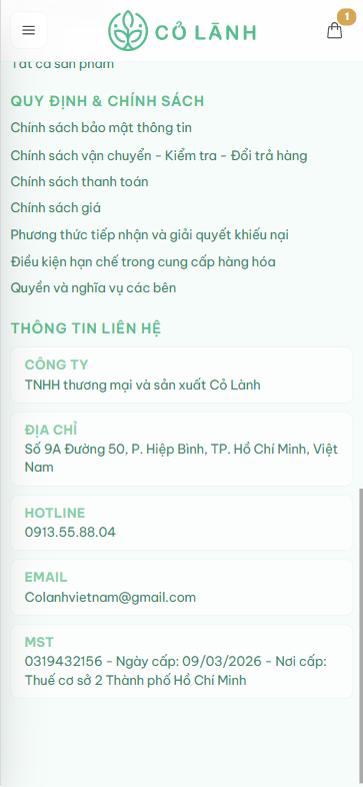 CỎ LÃNH
1
Tất cả sản phẩm
QUY ĐỊNH & CHÍNH SÁCH
Chính sách bảo mật thông tin
Chính sách vận chuyển - Kiểm tra - Đổi trả hàng
Chính sách thanh toán
Chính sách giá
Phương thức tiếp nhận và giải quyết khiếu nại
Điều kiện hạn chế trong cung cấp hàng hóa
Quyền và nghĩa vụ các bên
THÔNG TIN LIÊN HỆ
CÔNG TY
TNHH thương mại và sản xuất Cỏ Lành
ĐỊA CHỈ
Số 9A Đường 50, P. Hiệp Bình, TP. Hồ Chí Minh, Việt
Nam
HOTLINE
0913.55.88.04
EMAIL
Colanhvietnam@gmail.com
MST
0319432156 - Ngày cấp: 09/03/2026 - Nơi cấp:
Thuế cơ sở 2 Thành phố Hồ Chí Minh